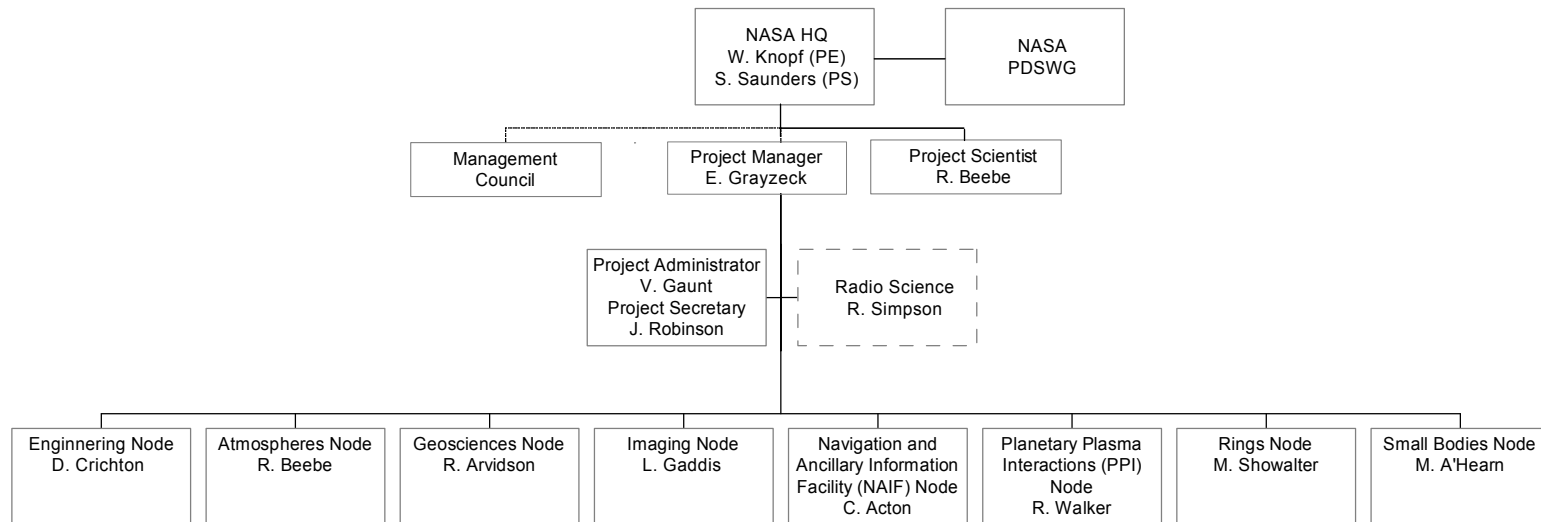 NASA HQ
W. Knopf (PE)
S. Saunders (PS)
NASA
PDSWG
Management
Council
Project Manager
E. Grayzeck
Project Scientist
R. Beebe
Project Administrator
V. Gaunt
Project Secretary
J. Robinson
Radio Science
R. Simpson
Enginnering Node
D. Crichton
Atmospheres Node
R. Beebe
Geosciences Node
R. Arvidson
Imaging Node
L. Gaddis
Navigation and
Ancillary Information
Facility (NAIF) Node
C. Acton
Planetary Plasma
Interactions (PPI)
Node
R. Walker
Rings Node
M. Showalter
Small Bodies Node
M. A'Hearn